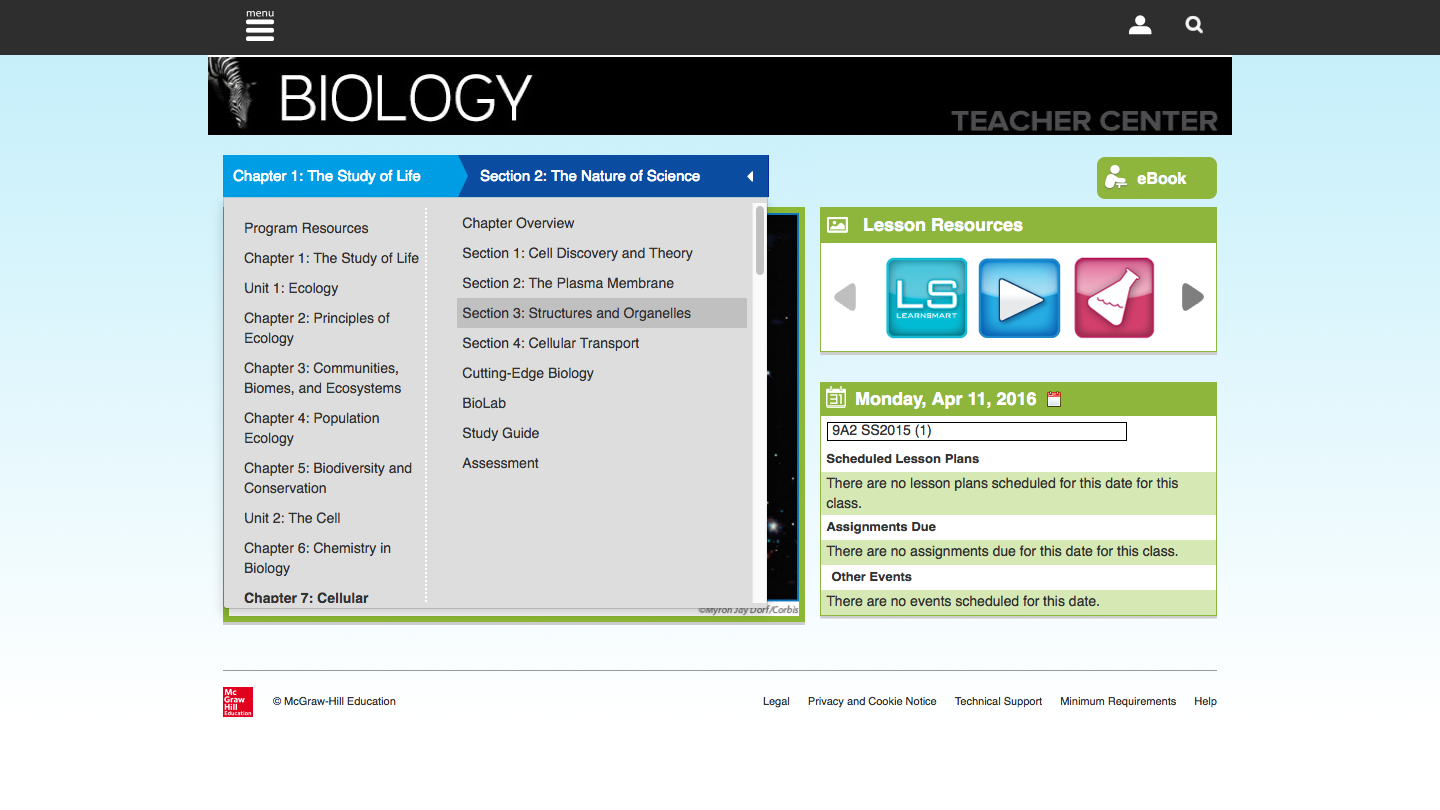 menu
BIOLOGY
TEACHER CENTER
Chapter 1: The Study of Life
Section 2: The Nature of Science
eBook
Program Resources
Chapter 1: The Study of Life
Unit 1: Ecology
Chapter 2: Principles of
Ecology
Chapter 3: Communities,
Biomes, and Ecosystems
Chapter 4: Population
Ecology
Chapter 5: Biodiversity and
Conservation
Unit 2: The Cell
Chapter 6: Chemistry in
Biology
Chapter 7: Cellular
Chapter Overview
Section 1: Cell Discovery and Theory
Section 2: The Plasma Membrane
Section 3: Structures and Organelles
Section 4: Cellular Transport
Cutting-Edge Biology
BioLab
Study Guide
Assessment
©Myron Jay Dorf/Corbis
Lesson Resources
LS
LEARNSMART
31
Monday, Apr 11, 2016
9A2 SS2015 (1)
Scheduled Lesson Plans
There are no lesson plans scheduled for this date for this
class.
Assignments Due
There are no assignments due for this date for this class.
Other Events
There are no events scheduled for this date.
Mc
Graw
Hill
Education
© McGraw-Hill Education
Legal
Privacy and Cookie Notice
Technical Support
Minimum Requirements
Help